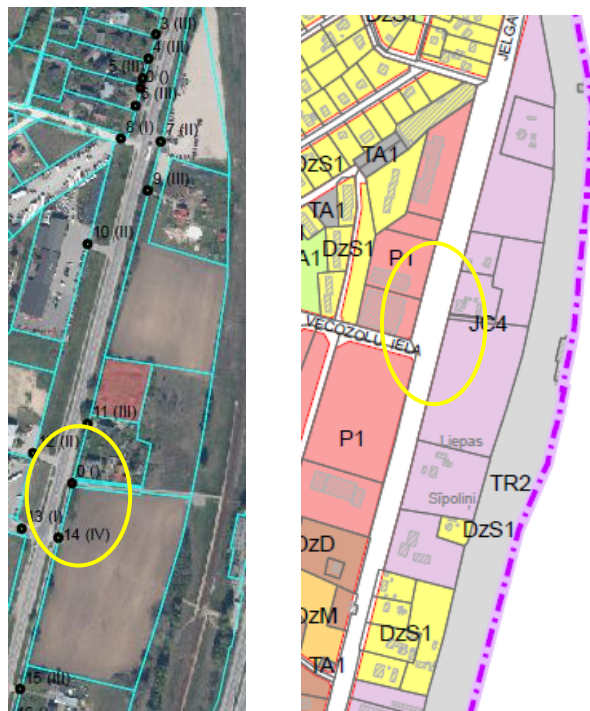 3 (III)
4 (III)
5 (III)
0 ()
6 (III)
8 (I)
7 (II)
9 (III)
10 (II)
11 (III)
(II)
0 ()
13 (I)
14 (IV)
15 (III)
DzS1
JELGA
DzS1
TA1
TA1
A1
DzS1
P1
VECOZOLU IELA
JC4
P1
Liepas
TR2
Sīpoliņi
DzS1
DzD
DzM
DzS1
TA1